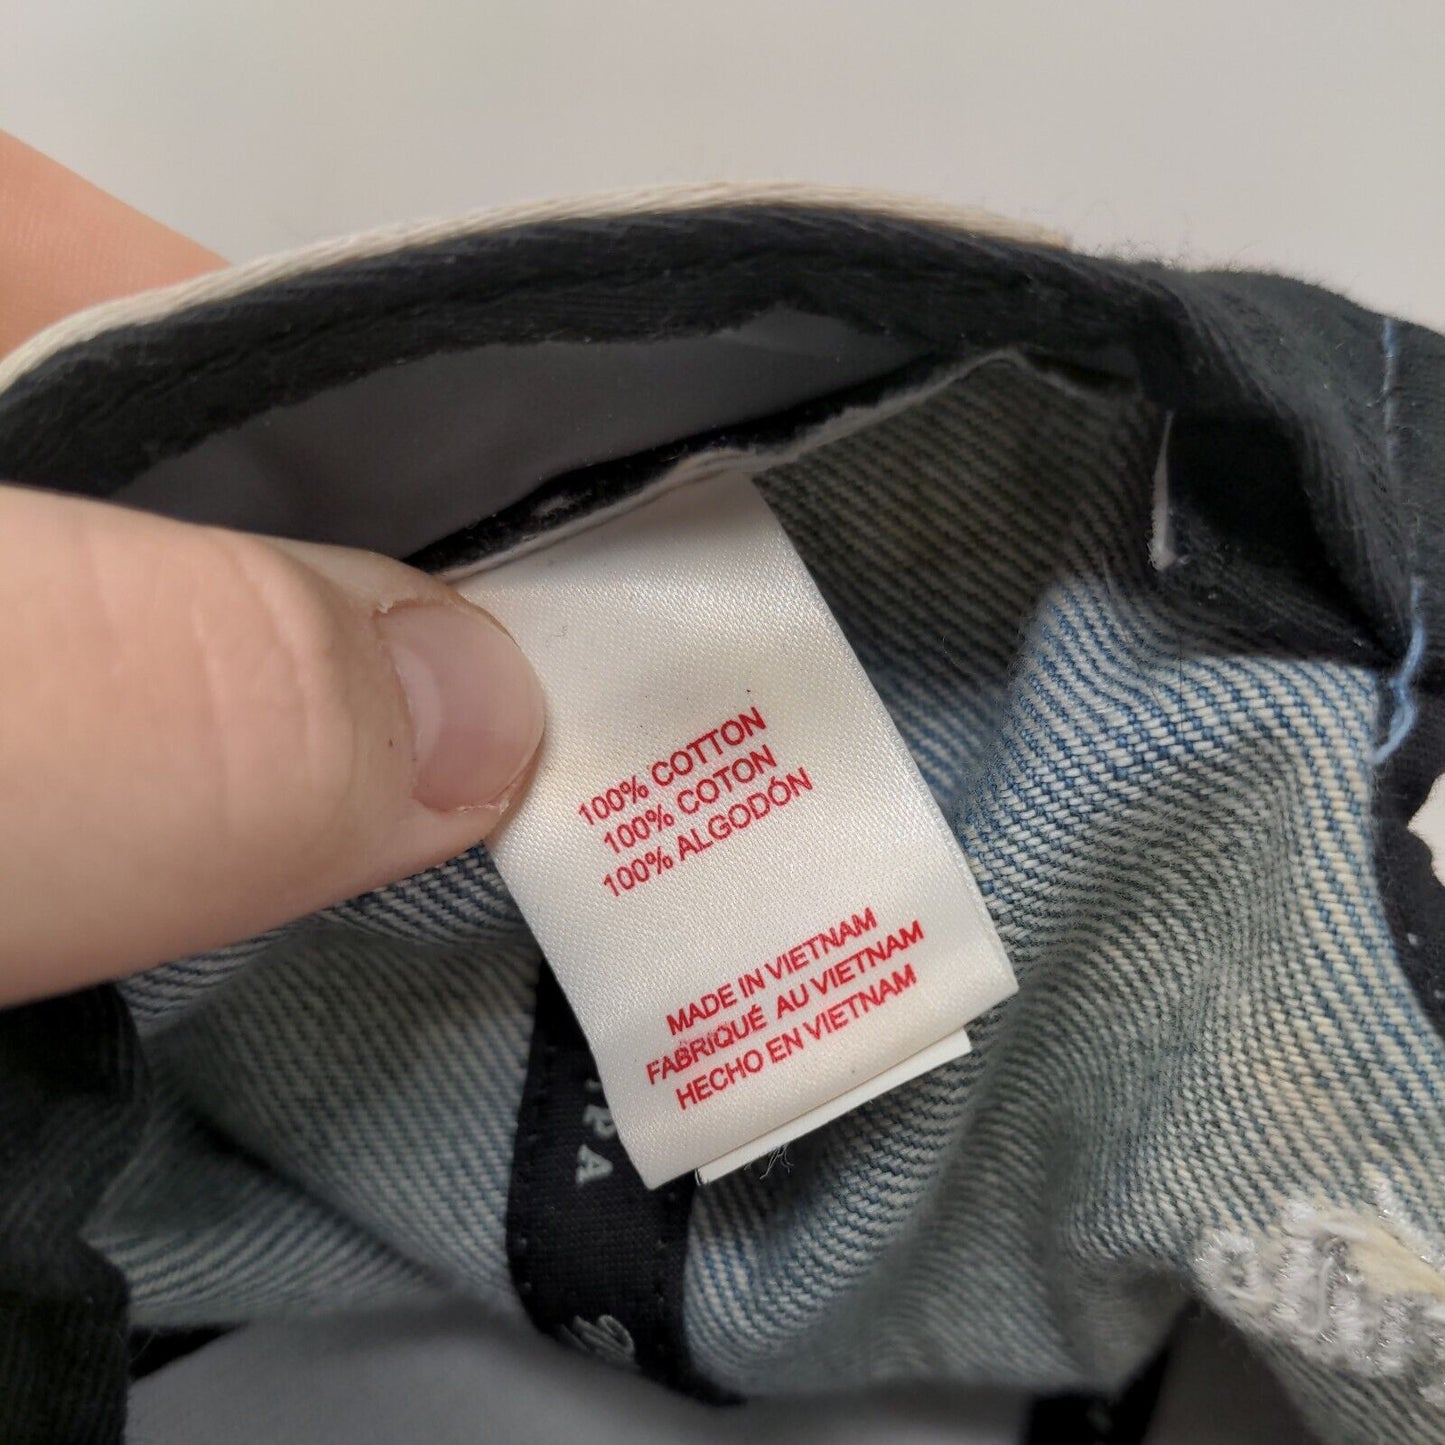 100% COTTON
100% COTON
100% ALGODÓN
MADE IN VIETNAM
FABRIQUÉ AU VIETNAM
HECHO EN VIETNAM